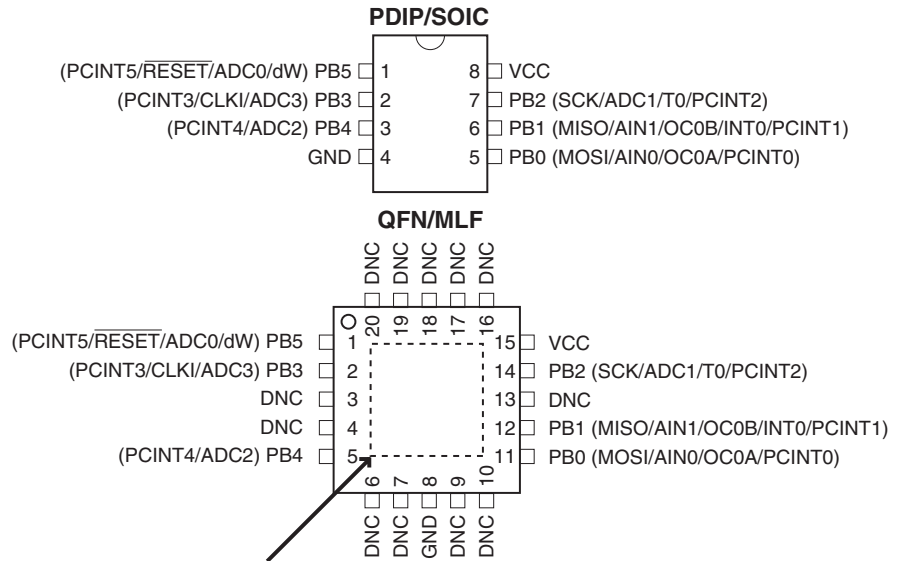 PDIP/SOIC
(PCINT5/RESET/ADC0/dW) PB5 1 8 VCC
(PCINT3/CLKI/ADC3) PB3 2 7 PB2 (SCK/ADC1/T0/PCINT2)
(PCINT4/ADC2) PB4 3 6 PB1 (MISO/AIN1/OC0B/INT0/PCINT1)
GND 4 5 PB0 (MOSI/AIN0/OC0A/PCINT0)
QFN/MLF
DNC DNC DNC DNC DNC
20 19 18 17 16
(PCINT5/RESET/ADC0/dW) PB5 1 15 VCC
(PCINT3/CLKI/ADC3) PB3 2 14 PB2 (SCK/ADC1/T0/PCINT2)
DNC 3 13 DNC
DNC 4 12 PB1 (MISO/AIN1/OC0B/INT0/PCINT1)
(PCINT4/ADC2) PB4 5 11 PB0 (MOSI/AIN0/OC0A/PCINT0)
6 7 8 9 10
DNC DNC GND DNC DNC